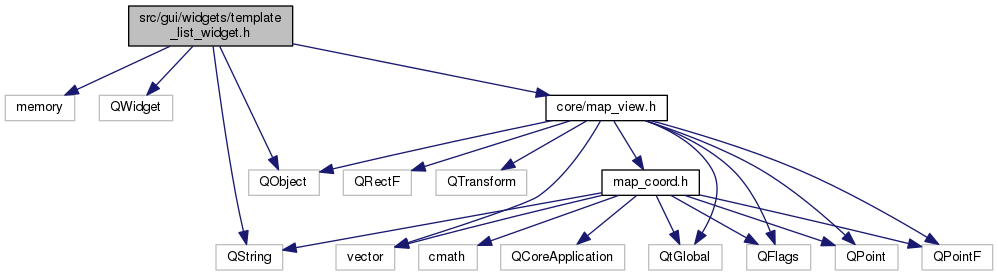 src/gui/widgets/template
_list_widget.h
memory
QWidget
core/map_view.h
QObject
QRectF
QTransform
map_coord.h
QString
vector
cmath
QCoreApplication
QtGlobal
QFlags
QPoint
QPointF